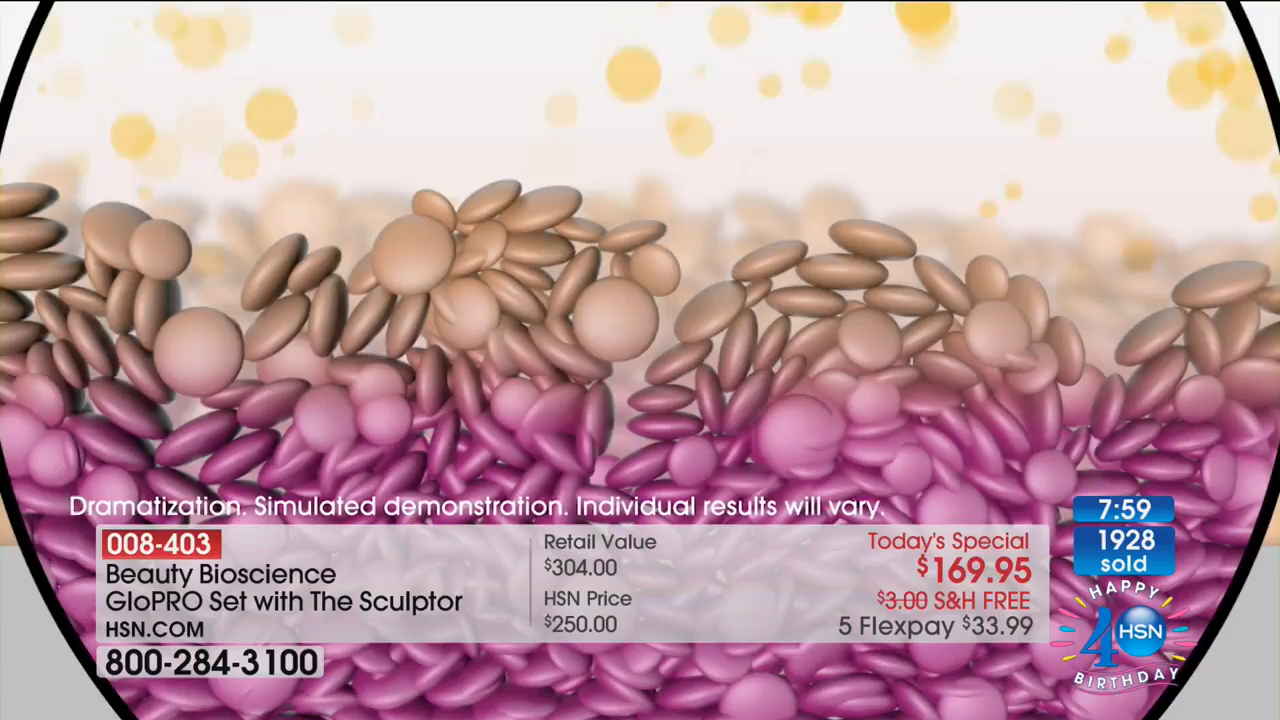 Dramatization. Simulated demonstration. Individual results will vary.
008-403
Beauty Bioscience
GloPRO Set with The Sculptor
HSN.COM
800-284-3100
Retail Value
$304.00
HSN Price
$250.00
Today's Special
$169.95
$3.00 S&H FREE
5 Flexpay $33.99
7:59
1928
sold
HAPPY
40 HSN
BIRTHDAY